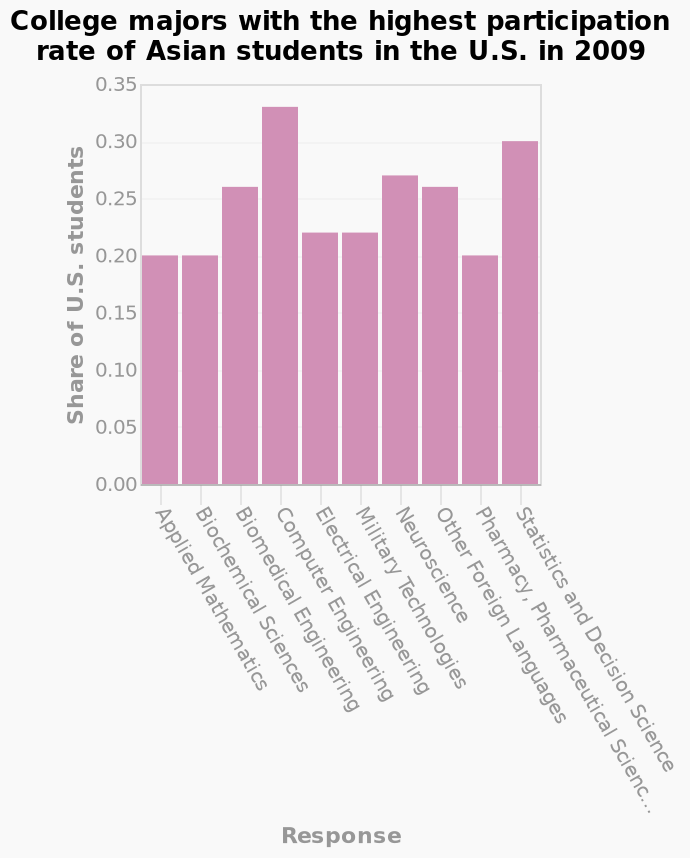 College majors with the highest participation
rate of Asian students in the U.S. in 2009
Share of U.S. students
0.35
0.30
0.25
0.20
0.15
0.10
0.05
0.00
Applied Mathematics
Biochemical Sciences
Biomedical Engineering
Computer Engineering
Electrical Engineering
Military Technologies
Neuroscience
Other Foreign Languages
Pharmacy, Pharmaceutical Scienc…
Statistics and Decision Science
Response